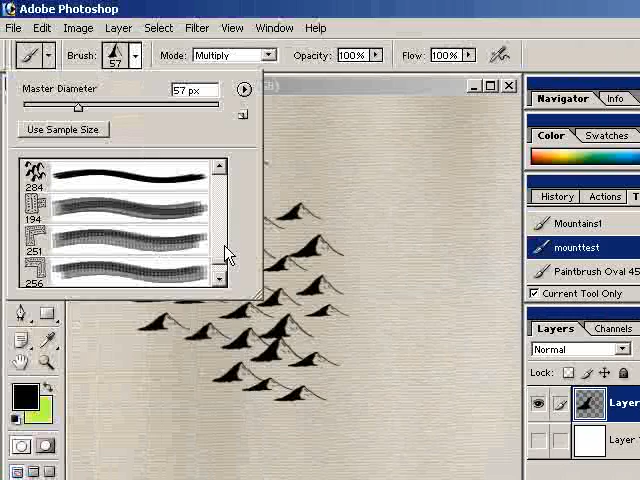 Adobe Photoshop
File Edit Image Layer Select Filter View Window Help
Brush: 57 Mode: Multiply Opacity: 100% Flow: 100%
Master Diameter 57 px
Use Sample Size
284
194
251
256
Navigator Info
Color Swatches
History Actions
Mountains1
mounttest
Paintbrush Oval 45
Current Tool Only
Layers Channels
Normal
Lock:
Layer
Layer